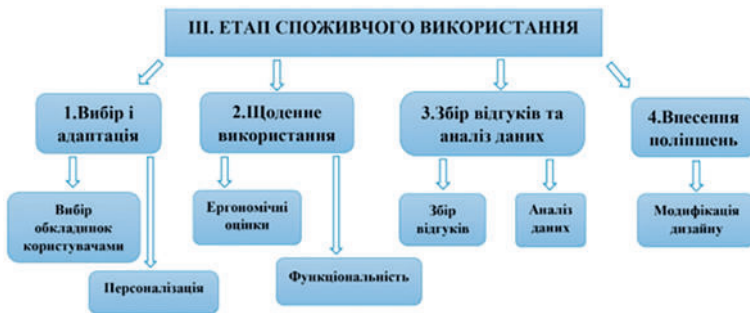 ІІІ. ЕТАП СПОЖИВЧОГО ВИКОРИСТАННЯ
1.Вибір і
адаптація
2.Щоденне
використання
3.Збір відгуків та
аналіз даних
4.Внесення
поліпшень
Вибір
обкладинок
користувачами
Персоналізація
Ергономічні
оцінки
Функціональність
Збір
відгуків
Аналіз
даних
Модифікація
дизайну